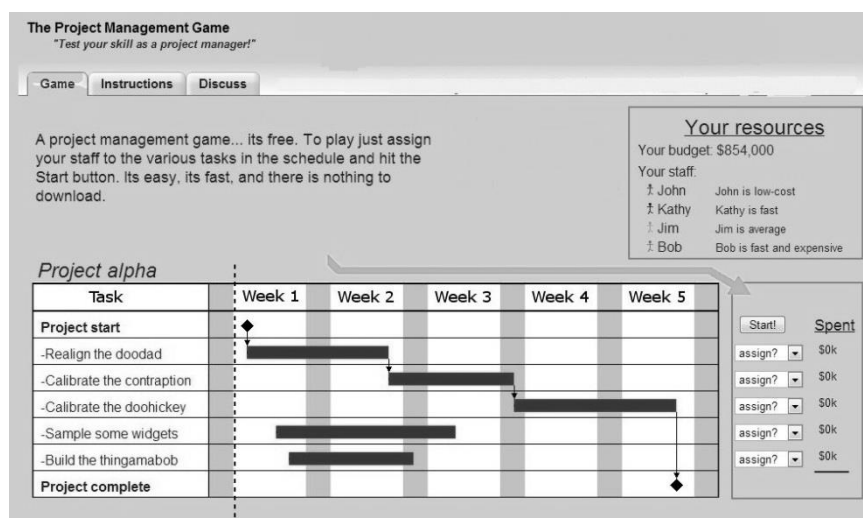 The Project Management Game
"Test your skill as a project manager!"
Game Instructions Discuss
A project management game... its free. To play just assign
your staff to the various tasks in the schedule and hit the
Start button. Its easy, its fast, and there is nothing to
download.
Your resources
Your budget: $854,000
Your staff:
John John is low-cost
Kathy Kathy is fast
Jim Jim is average
Bob Bob is fast and expensive
Project alpha
Task Week 1 Week 2 Week 3 Week 4 Week 5
Project start Start! Spent
-Realign the doodad assign? $0k
-Calibrate the contraption assign? $0k
-Calibrate the doohickey assign? $0k
-Sample some widgets assign? $0k
-Build the thingamabob assign? $0k
Project complete